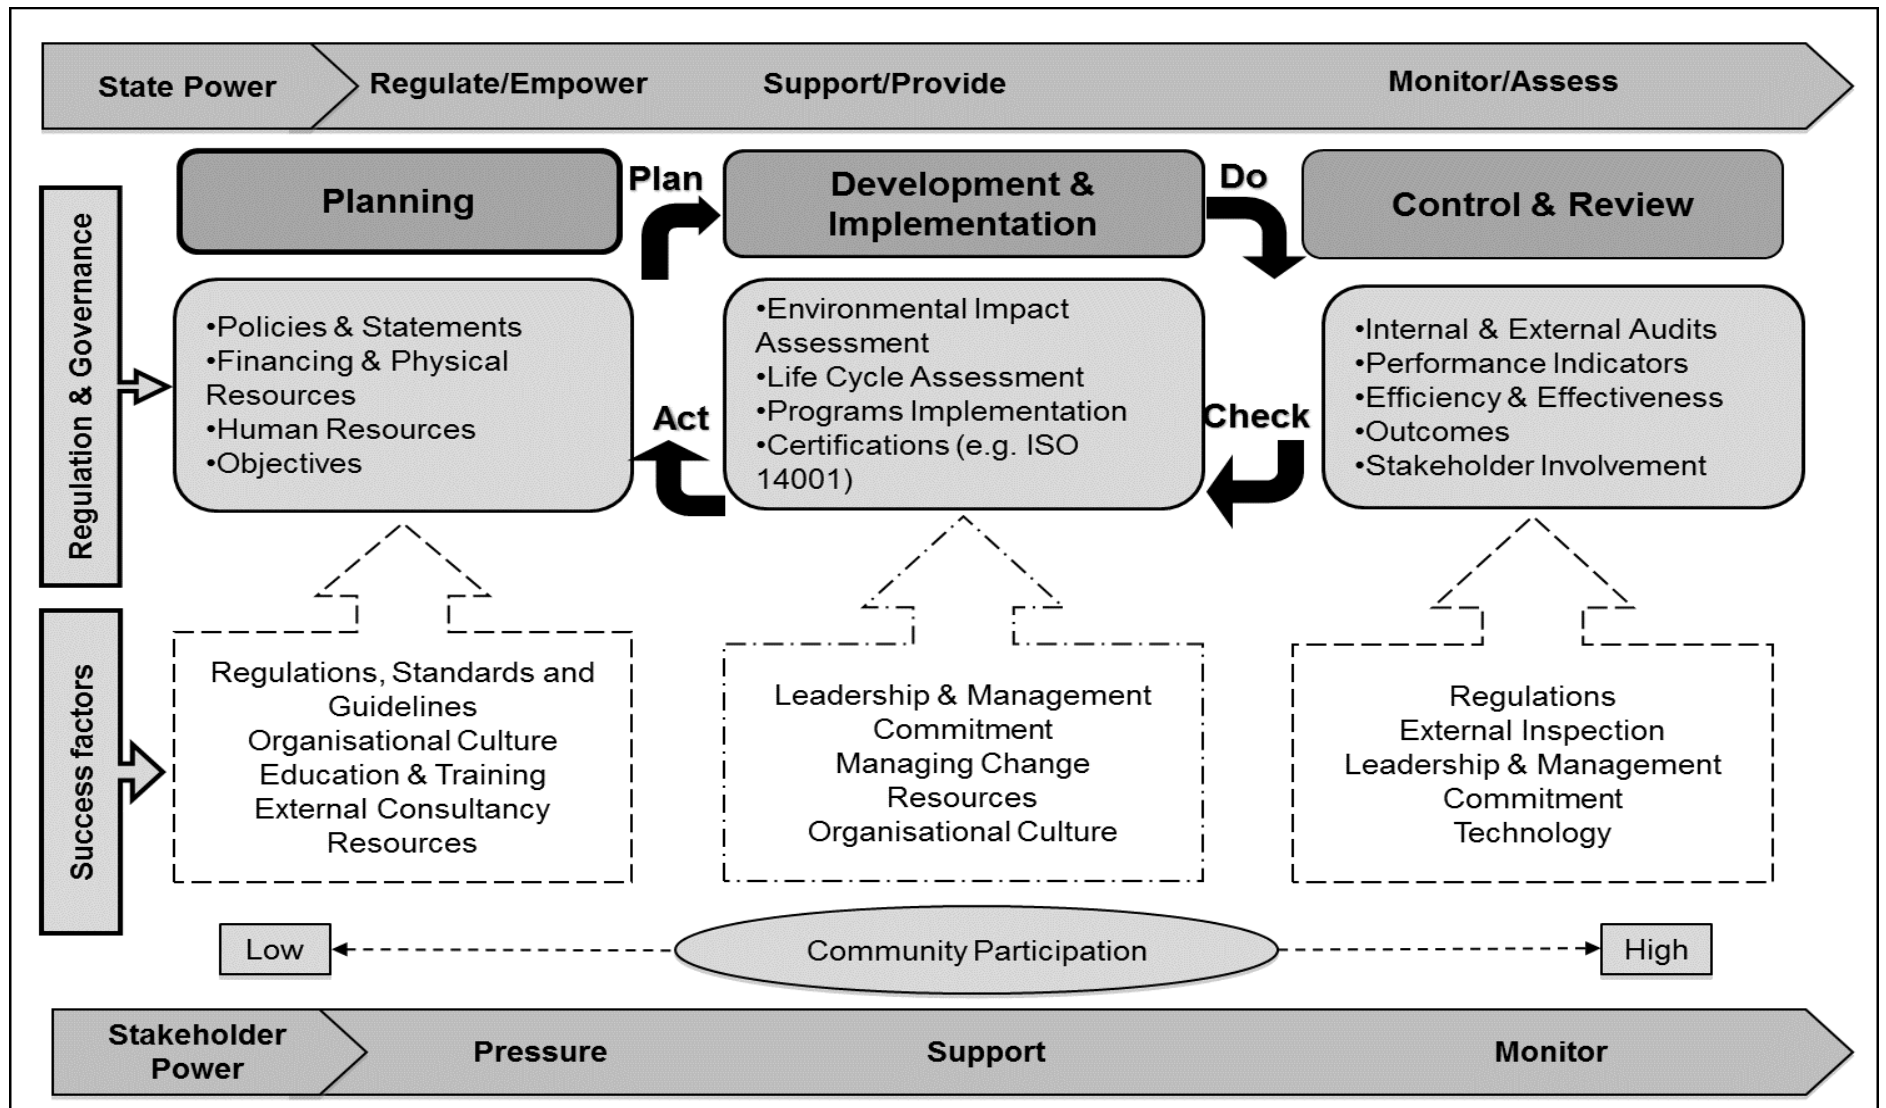 State Power
Regulate/Empower
Support/Provide
Monitor/Assess
Regulation & Governance
Planning
Plan
Development &
Implementation
Do
Control & Review
•Policies & Statements
•Financing & Physical
Resources
•Human Resources
•Objectives
Act
•Environmental Impact
Assessment
•Life Cycle Assessment
•Programs Implementation
•Certifications (e.g. ISO
14001)
Check
•Internal & External Audits
•Performance Indicators
•Efficiency & Effectiveness
•Outcomes
•Stakeholder Involvement
Success factors
Regulations, Standards and
Guidelines
Organisational Culture
Education & Training
External Consultancy
Resources
Leadership & Management
Commitment
Managing Change
Resources
Organisational Culture
Regulations
External Inspection
Leadership & Management
Commitment
Technology
Low
Community Participation
High
Stakeholder
Power
Pressure
Support
Monitor